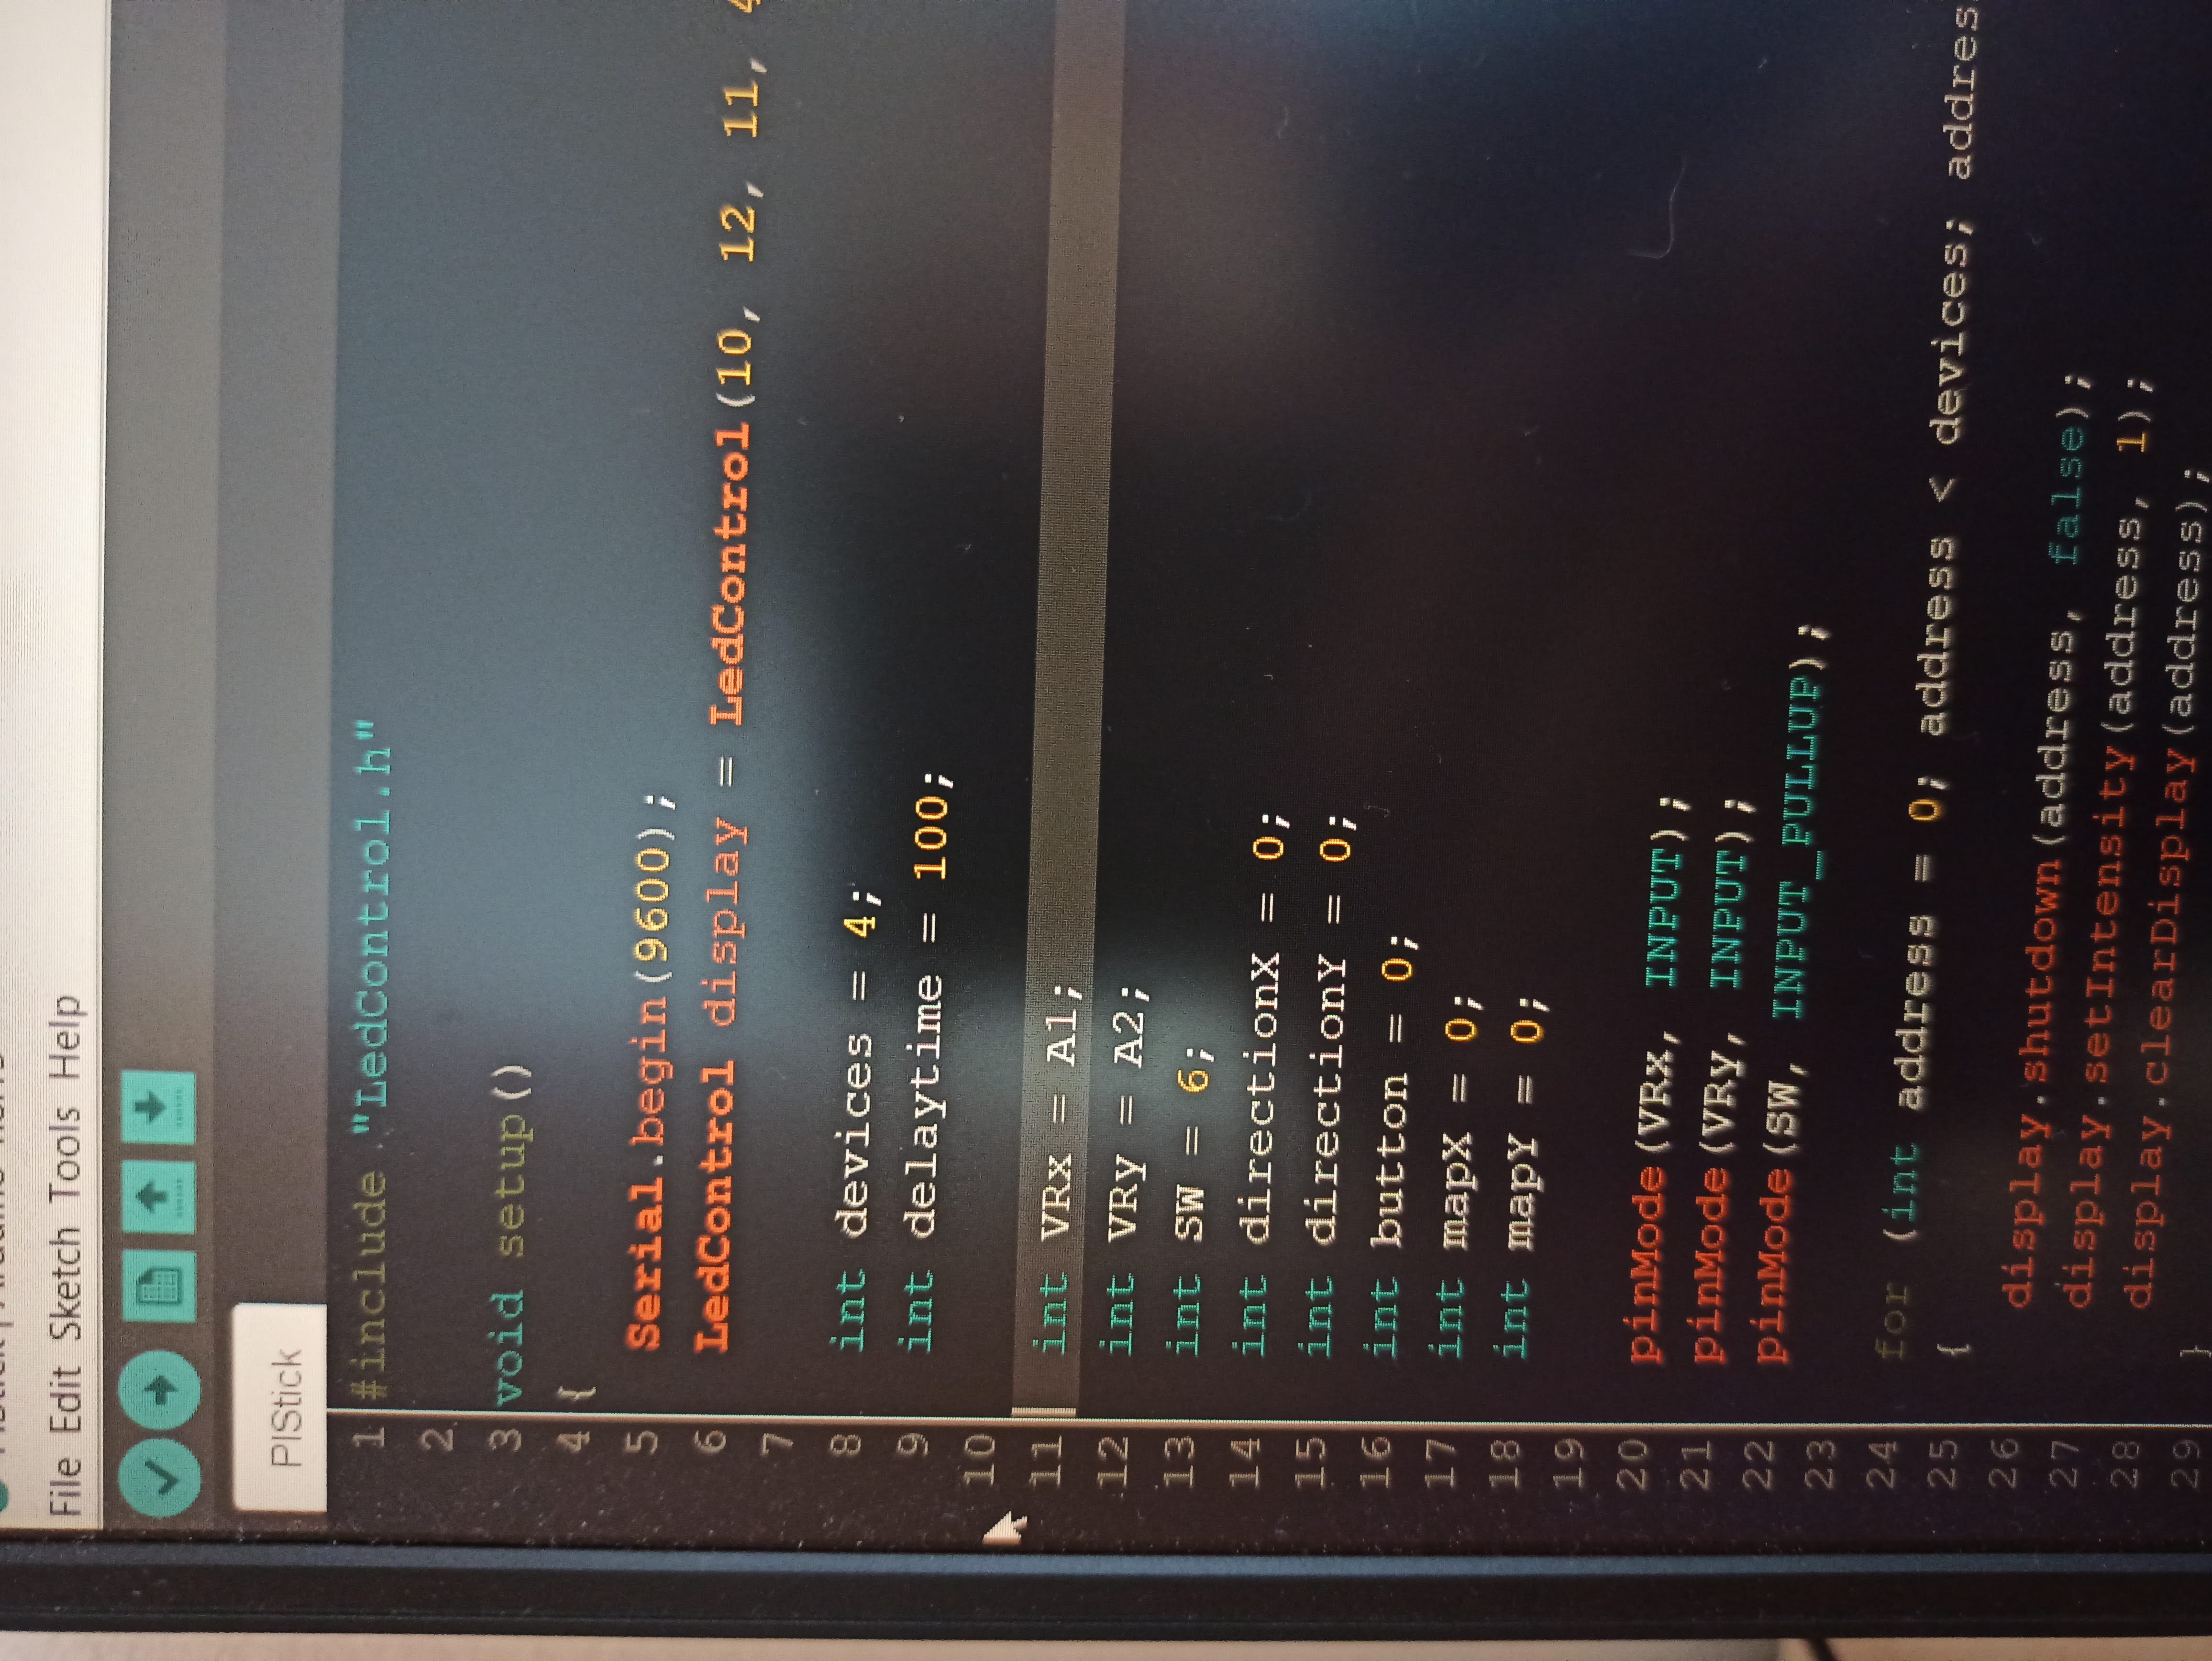 File Edit Sketch Tools Help
PIStick
1 #include "LedControl.h"
2
3 void setup()
4 {
5 Serial.begin(9600);
6 LedControl display = LedControl(10, 12, 11,
7
8 int devices = 4;
9 int delaytime = 100;
10
11 int VRx = A1;
12 int VRy = A2;
13 int SW = 6;
14 int directionX = 0;
15 int directionY = 0;
16 int button = 0;
17 int mapX = 0;
18 int mapY = 0;
19
20 pinMode(VRx, INPUT);
21 pinMode(VRy, INPUT);
22 pinMode(SW, INPUT_PULLUP);
23
24 for (int address = 0; address < devices; addres
25 {
26 display.shutdown(address, false);
27 display.setIntensity(address, 1);
28 display.clearDisplay(address);
29 }